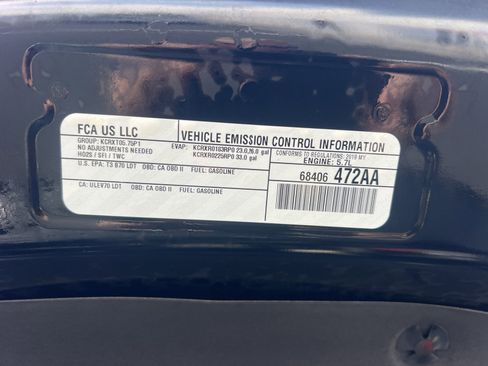 FCA US LLC
VEHICLE EMISSION CONTROL INFORMATION
GROUP: KCRXT05.75P1
NO ADJUSTMENTS NEEDED
HO2S / SFI / TWC
EVAP: KCRXR0183RP0 23.0,26.0 gal
KCRXR0225RP0 33.0 gal
CONFORMS TO REGULATIONS: 2019 MY
ENGINE: 5.7L
U.S. EPA: T3 B70 LDT OBD: CA OBD II FUEL: GASOLINE
CA: ULEV70 LDT OBD: CA OBD II FUEL: GASOLINE
68406 472AA